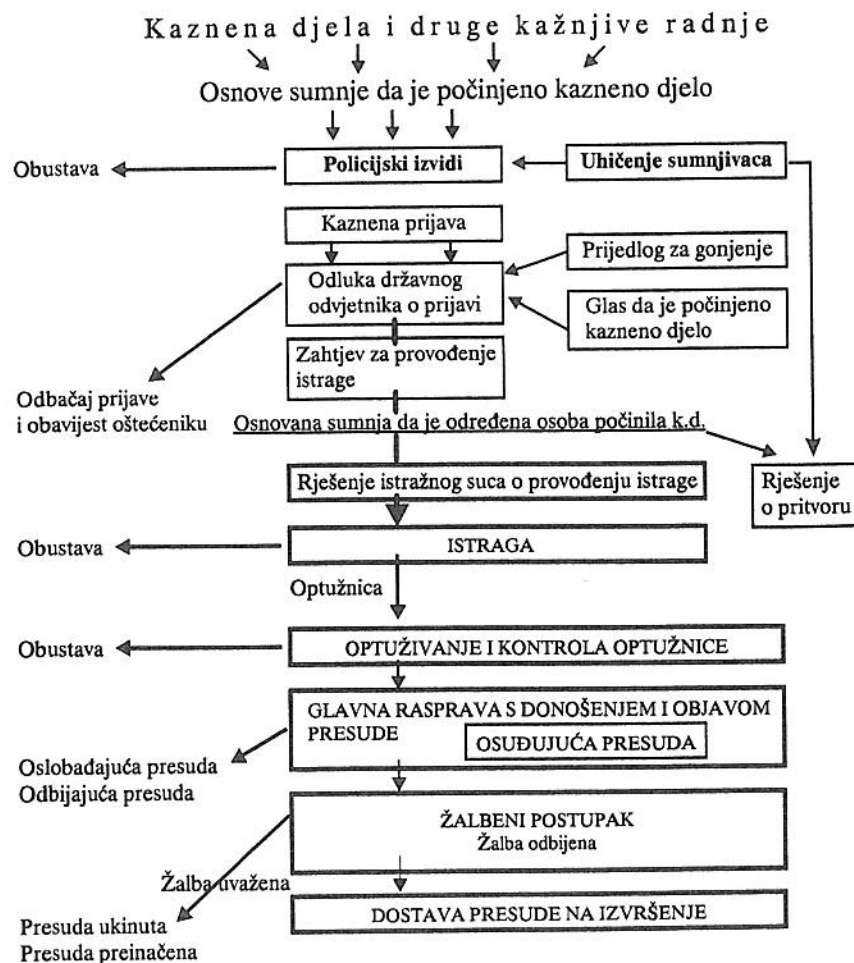 Kaznena djela i druge kažnjive radnje
Osnove sumnje da je počinjeno kazneno djelo
Obustava
Policijski izvidi
Uhićenje sumnjivaca
Kaznena prijava
Prijedlog za gonjenje
Odluka državnog
odvjetnika o prijavi
Glas da je počinjeno
kazneno djelo
Zahtjev za provođenje
istrage
Odbačaj prijave
i obavijest oštećeniku
Osnovana sumnja da je određena osoba počinila k.d.
Rješenje istražnog suca o provođenju istrage
Rješenje
o pritvoru
Obustava
ISTRAGA
Optužnica
Obustava
OPTUŽIVANJE I KONTROLA OPTUŽNICE
GLAVNA RASPRAVA S DONOŠENJEM I OBJAVOM
PRESUDE
OSUĐUJUĆA PRESUDA
Oslobađajuća presuda
Odbijajuća presuda
ŽALBENI POSTUPAK
Žalba odbijena
Žalba uvažena
DOSTAVA PRESUDE NA IZVRŠENJE
Presuda ukinuta
Presuda preinačena